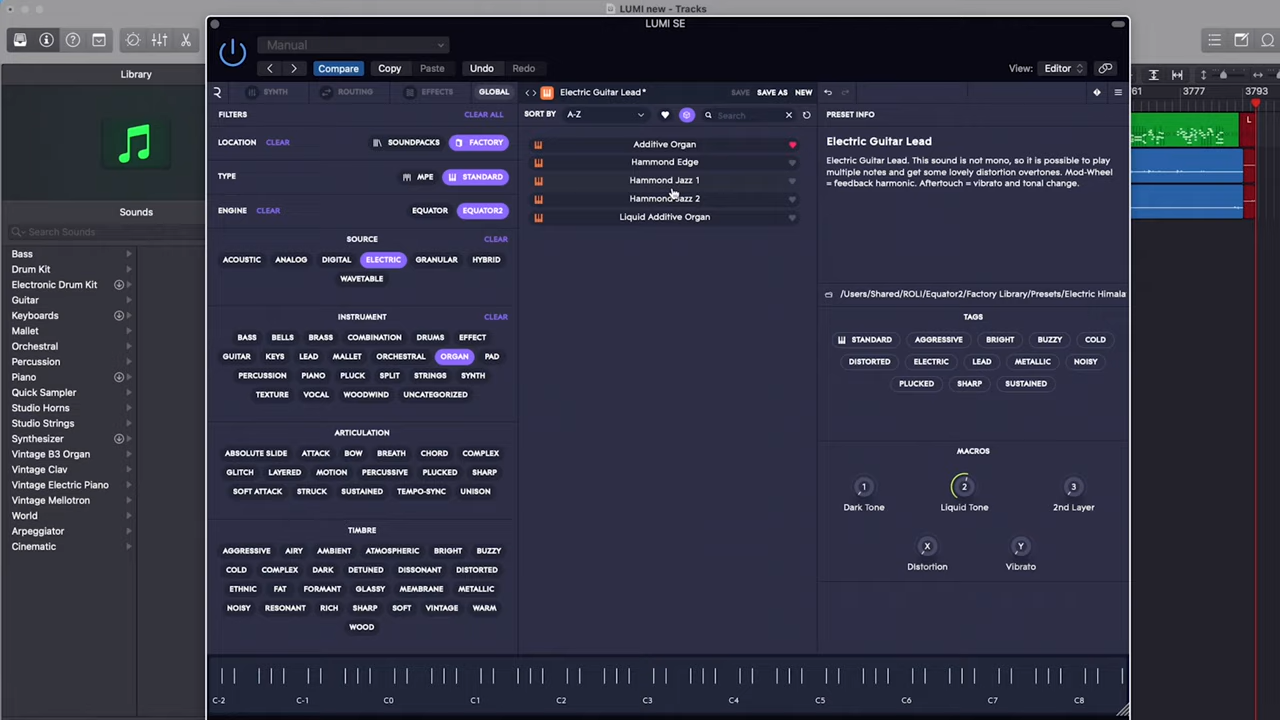 LUMI new - Tracks
LUMI SE
Manual
Compare Copy Paste Undo Redo View: Editor
Library
61 3777 3793
SYNTH ROUTING EFFECTS GLOBAL Electric Guitar Lead* SAVE SAVE AS NEW
FILTERS CLEAR ALL SORT BY A-Z Search PRESET INFO
L
LOCATION CLEAR SOUNDPACKS FACTORY
TYPE MPE STANDARD
ENGINE CLEAR EQUATOR EQUATOR2
SOURCE CLEAR
ACOUSTIC ANALOG DIGITAL ELECTRIC GRANULAR HYBRID
WAVETABLE
INSTRUMENT CLEAR
BASS BELLS BRASS COMBINATION DRUMS EFFECT
GUITAR KEYS LEAD MALLET ORCHESTRAL ORGAN PAD
PERCUSSION PIANO PLUCK SPLIT STRINGS SYNTH
TEXTURE VOCAL WOODWIND UNCATEGORIZED
ARTICULATION
ABSOLUTE SLIDE ATTACK BOW BREATH CHORD COMPLEX
GLITCH LAYERED MOTION PERCUSSIVE PLUCKED SHARP
SOFT ATTACK STRUCK SUSTAINED TEMPO-SYNC UNISON
TIMBRE
AGGRESSIVE AIRY AMBIENT ATMOSPHERIC BRIGHT BUZZY
COLD COMPLEX DARK DETUNED DISSONANT DISTORTED
ETHNIC FAT FORMANT GLASSY MEMBRANE METALLIC
NOISY RESONANT RICH SHARP SOFT VINTAGE WARM
WOOD
Additive Organ
Hammond Edge
Hammond Jazz 1
Hammond Jazz 2
Liquid Additive Organ
Electric Guitar Lead
Electric Guitar Lead. This sound is not mono, so it is possible to
play multiple notes and get some lovely distortion overtones. Mod-Wheel
= feedback harmonic. Aftertouch = vibrato and tonal change.
/Users/Shared/ROLI/Equator2/Factory Library/Presets/Electric Himala
TAGS
STANDARD AGGRESSIVE BRIGHT BUZZY COLD
DISTORTED ELECTRIC LEAD METALLIC NOISY
PLUCKED SHARP SUSTAINED
MACROS
1 2 3
Dark Tone Liquid Tone 2nd Layer
X Y
Distortion Vibrato
Sounds
Search Sounds
Bass
Drum Kit
Electronic Drum Kit
Guitar
Keyboards
Mallet
Orchestral
Percussion
Piano
Quick Sampler
Studio Horns
Studio Strings
Synthesizer
Vintage B3 Organ
Vintage Clav
Vintage Electric Piano
Vintage Mellotron
World
Arpeggiator
Cinematic
C-2 C-1 C0 C1 C2 C3 C4 C5 C6 C7 C8